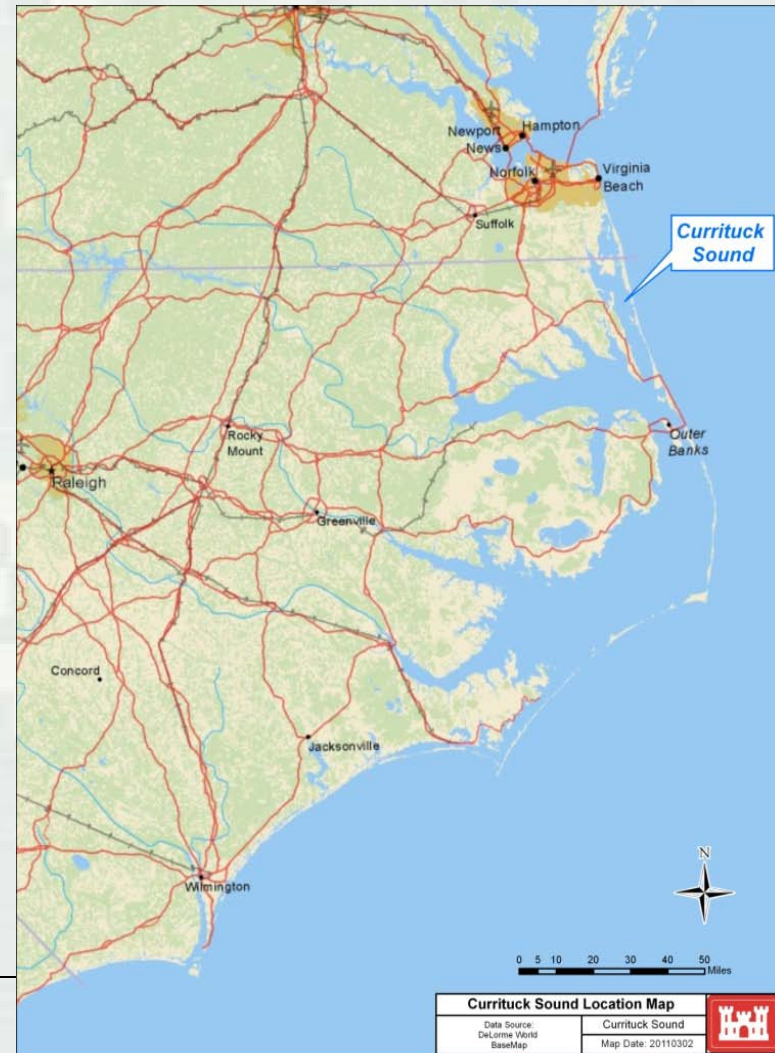 Newport
News
Hampton
Norfolk
Virginia
Beach
Suffolk
Currituck
Sound
Rocky
Mount
Outer
Banks
Raleigh
Greenville
Concord
Jacksonville
Wilmington
N
0 5 10 20 30 40 50
Miles
Currituck Sound Location Map
Data Source:
DeLorme World
BaseMap
Currituck Sound
Map Date: 20110302